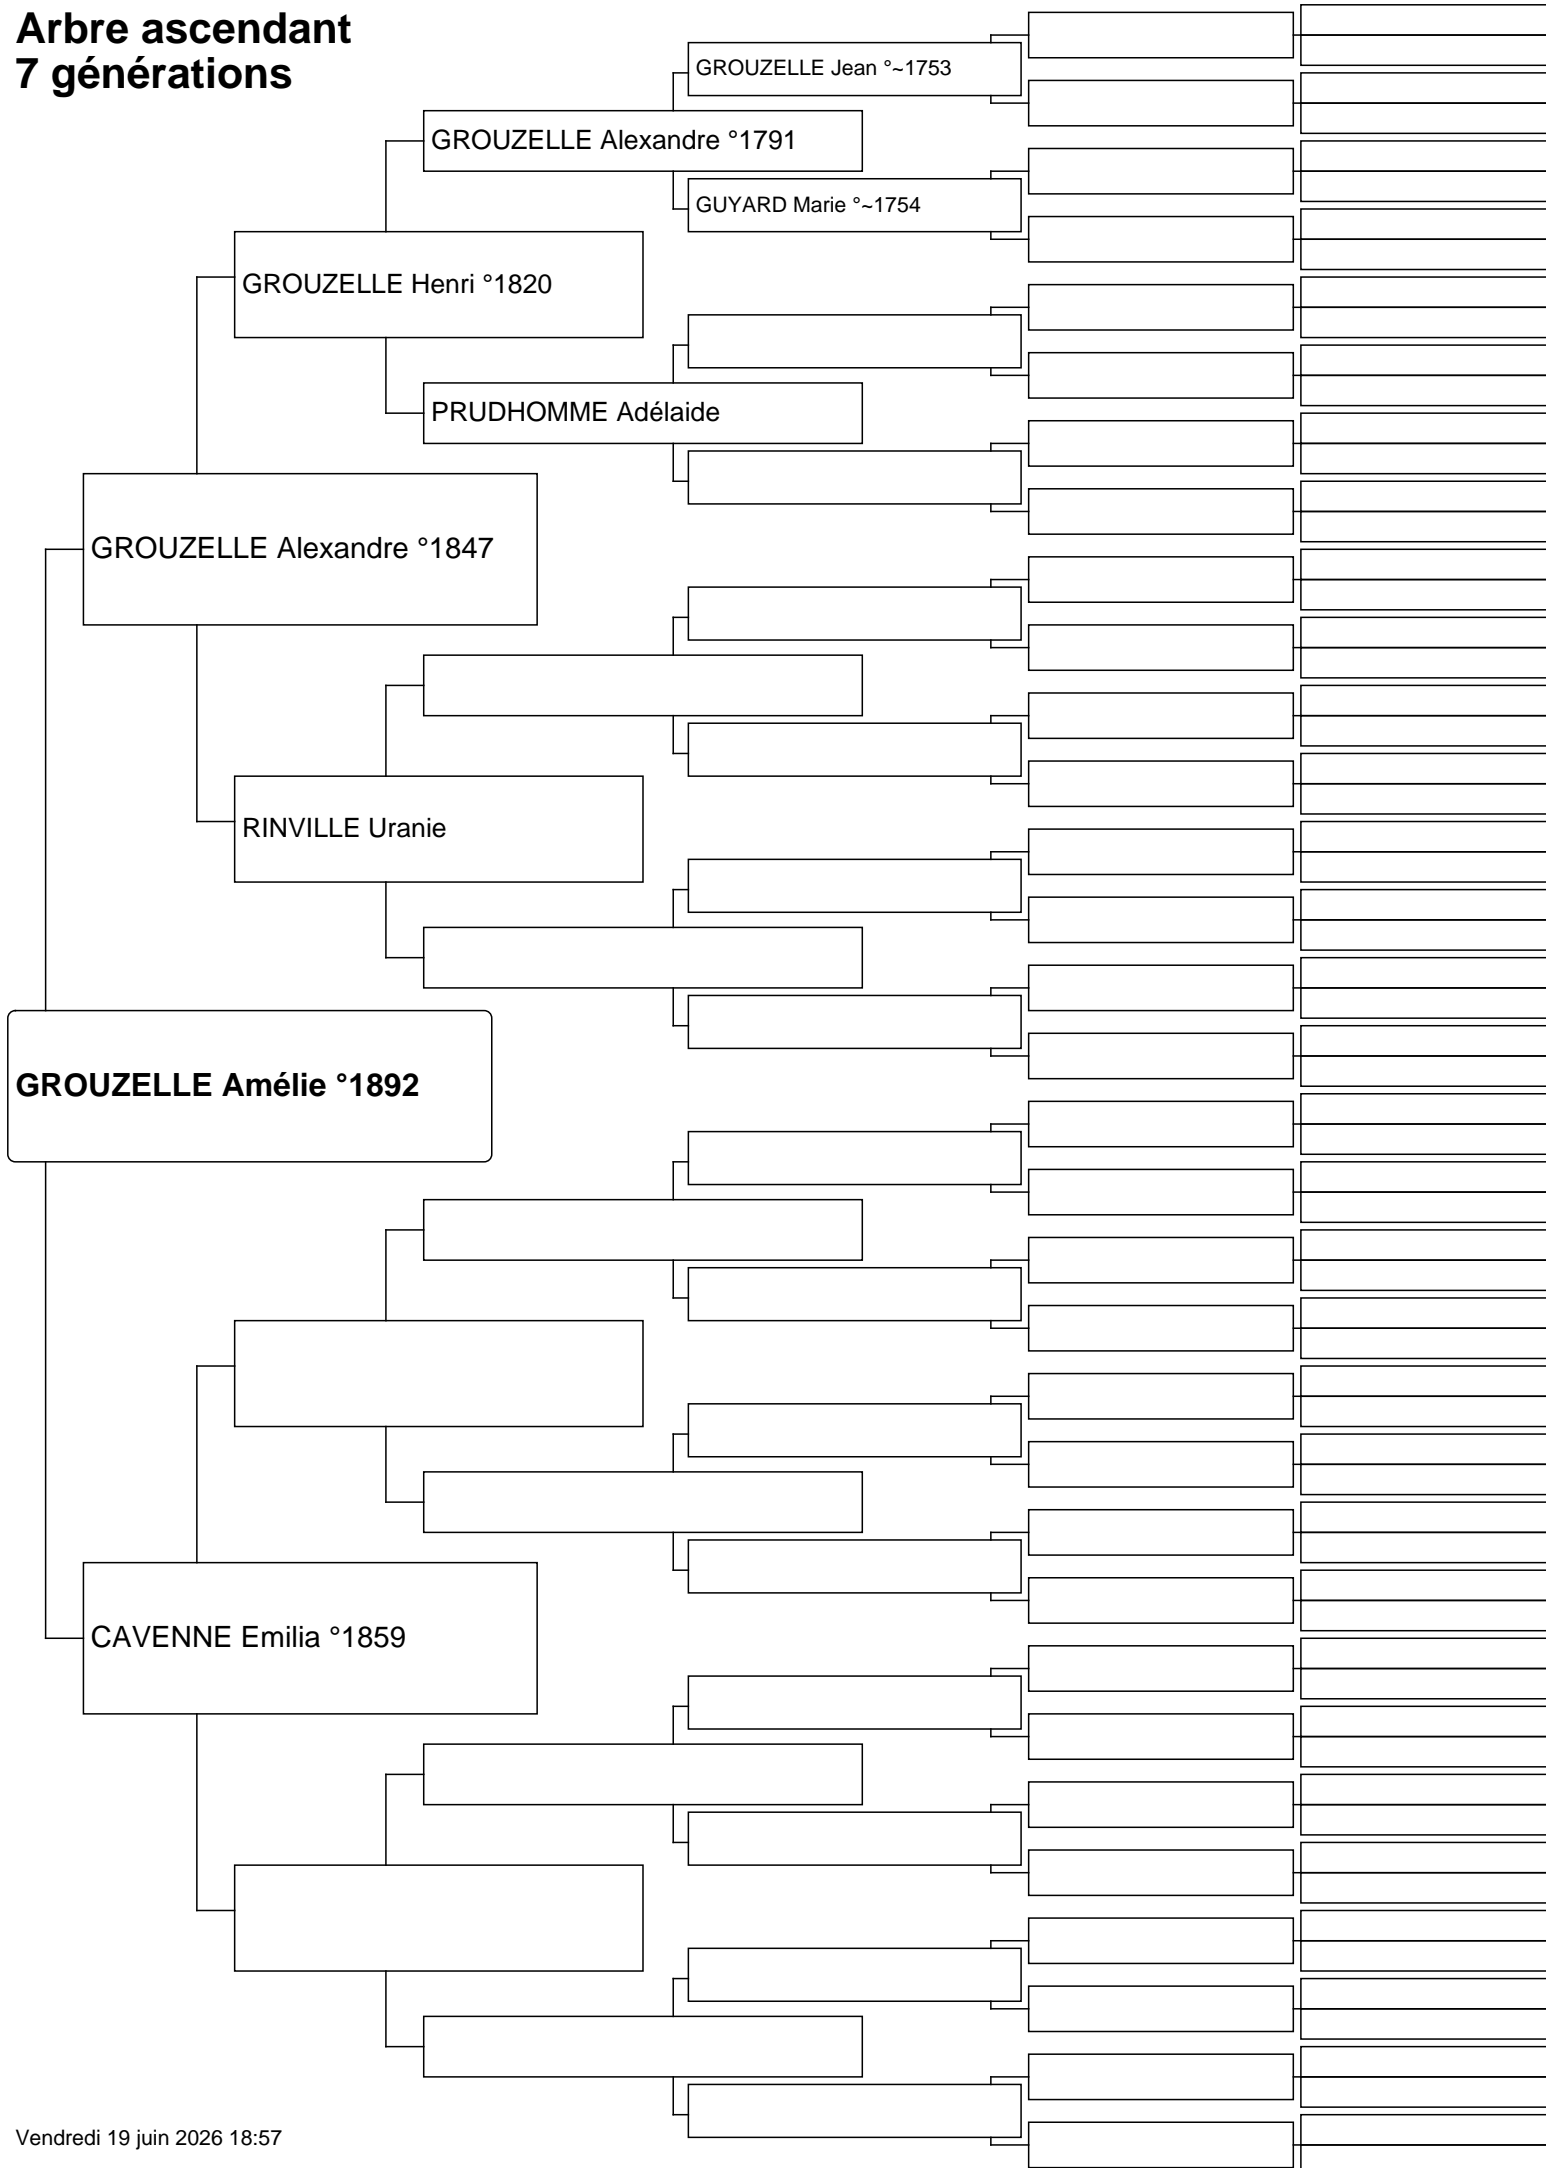 Arbre ascendant
7 générations
GROUZELLE Jean °~1753
GROUZELLE Alexandre °1791
GUYARD Marie °~1754
GROUZELLE Henri °1820
PRUDHOMME Adélaide
GROUZELLE Alexandre °1847
RINVILLE Uranie
GROUZELLE Amélie °1892
CAVENNE Emilia °1859
Vendredi 19 juin 2026 18:57